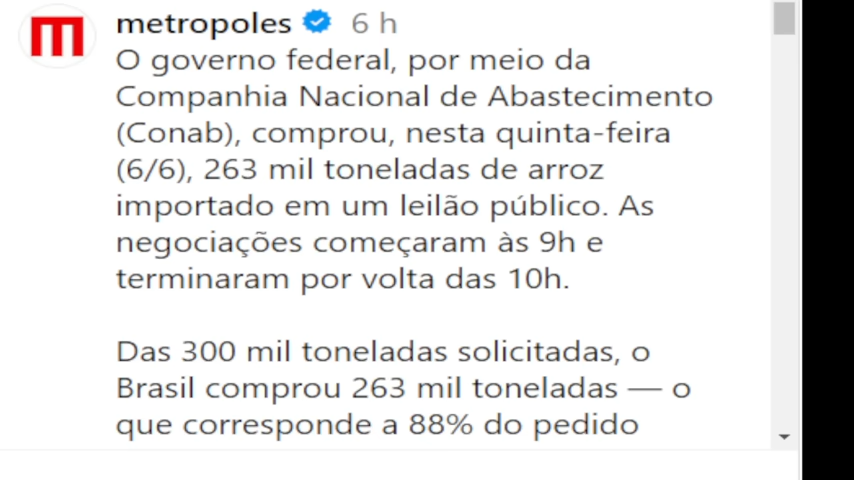 metropoles 6 h
O governo federal, por meio da
Companhia Nacional de Abastecimento
(Conab), comprou, nesta quinta-feira
(6/6), 263 mil toneladas de arroz
importado em um leilão público. As
negociações começaram às 9h e
terminaram por volta das 10h.
Das 300 mil toneladas solicitadas, o
Brasil comprou 263 mil toneladas — o
que corresponde a 88% do pedido